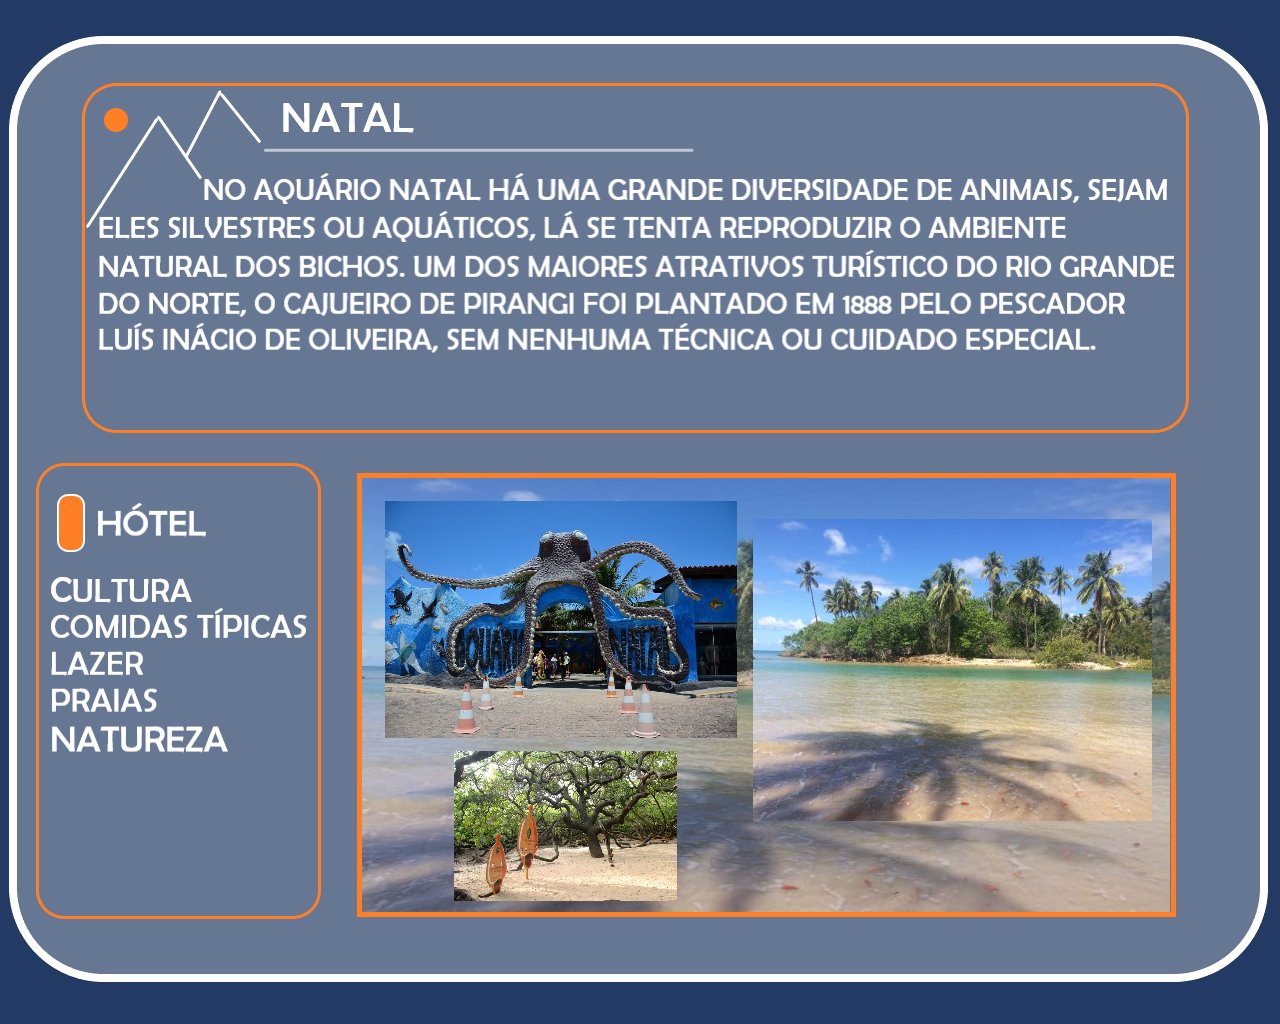 NATAL
NO AQUÁRIO NATAL HÁ UMA GRANDE DIVERSIDADE DE ANIMAIS, SEJAM
ELES SILVESTRES OU AQUÁTICOS, LÁ SE TENTA REPRODUZIR O AMBIENTE
NATURAL DOS BICHOS. UM DOS MAIORES ATRATIVOS TURÍSTICO DO RIO GRANDE
DO NORTE, O CAJUEIRO DE PIRANGI FOI PLANTADO EM 1888 PELO PESCADOR
LUÍS INÁCIO DE OLIVEIRA, SEM NENHUMA TÉCNICA OU CUIDADO ESPECIAL.
HÓTEL
CULTURA
COMIDAS TÍPICAS
LAZER
PRAIAS
NATUREZA
AQUÁRIO NATAL